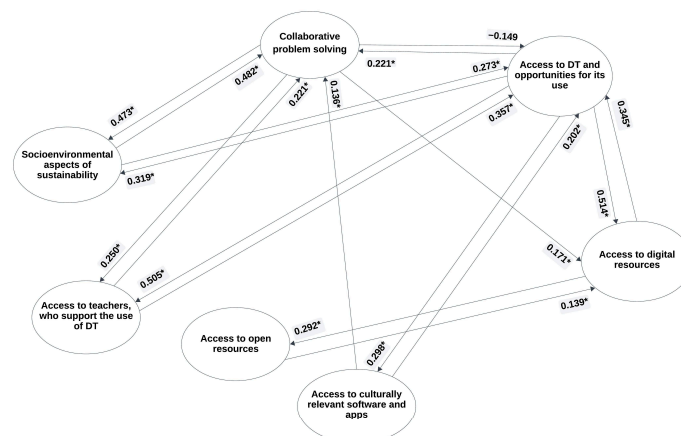 Collaborative
problem solving
−0.149
0.221*
0.273*
Access to DT and
opportunities for its
use
0.473*
0.482*
0.221*
0.136*
0.357*
0.202*
0.345*
Socioenvironmental
aspects of
sustainability
0.319*
0.514*
0.250*
0.505*
0.171*
Access to digital
resources
Access to teachers,
who support the use
of DT
0.292*
0.139*
Access to open
resources
0.298*
Access to culturally
relevant software and
apps